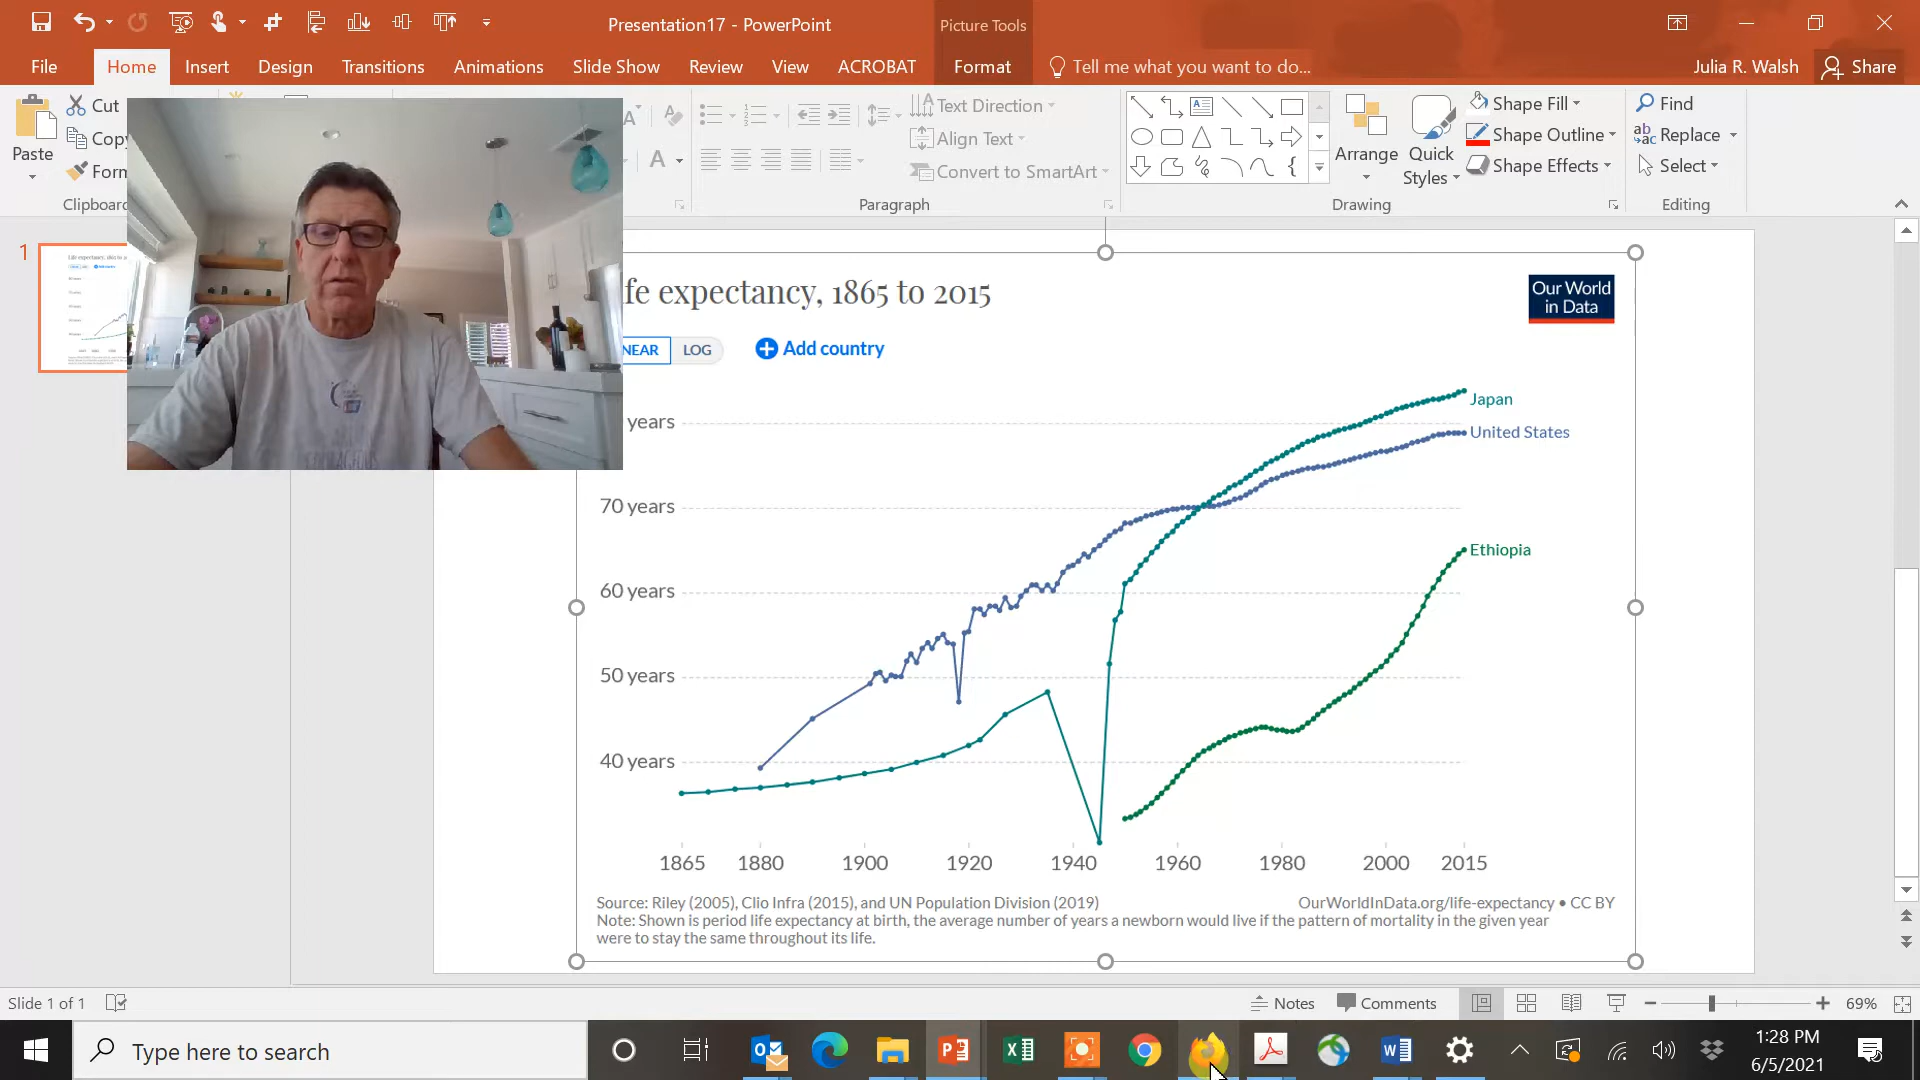 Presentation17 - PowerPoint
Picture Tools
File Home Insert Design Transitions Animations Slide Show Review View ACROBAT Format Tell me what you want to do... Julia R. Walsh Share
Cut
Copy
Paste
Form
Clipboard
Text Direction
Align Text
Convert to SmartArt
Paragraph
Arrange
Quick
Styles
Shape Fill
Shape Outline
Shape Effects
Drawing
Find
Replace
Select
Editing
1
fe expectancy, 1865 to 2015
Our World
in Data
NEAR LOG
Add country
years
70 years
60 years
50 years
40 years
Japan
United States
Ethiopia
1865 1880 1900 1920 1940 1960 1980 2000 2015
Source: Riley (2005), Clio Infra (2015), and UN Population Division (2019)
OurWorldInData.org/life-expectancy • CC BY
Note: Shown is period life expectancy at birth, the average number of years a newborn would live if the pattern of mortality in the given year
were to stay the same throughout its life.
Slide 1 of 1
Notes Comments 69%
Type here to search
1:28 PM
6/5/2021